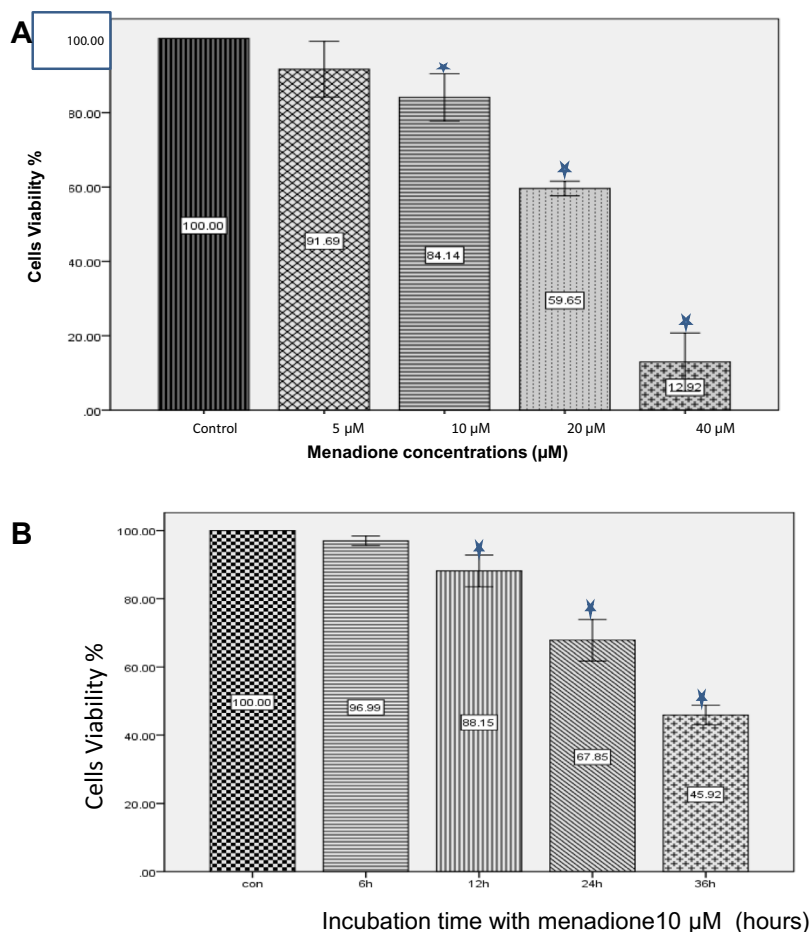 A
100.00
80.00
60.00
40.00
20.00
.00
Cells Viability %
100.00
91.69
84.14
59.65
12.92
Control 5 µM 10 µM 20 µM 40 µM
Menadione concentrations (µM)
B
100.00
80.00
60.00
40.00
20.00
.00
Cells Viability %
100.00
96.99
88.15
67.85
45.92
con 6h 12h 24h 36h
Incubation time with menadione10 µM (hours)